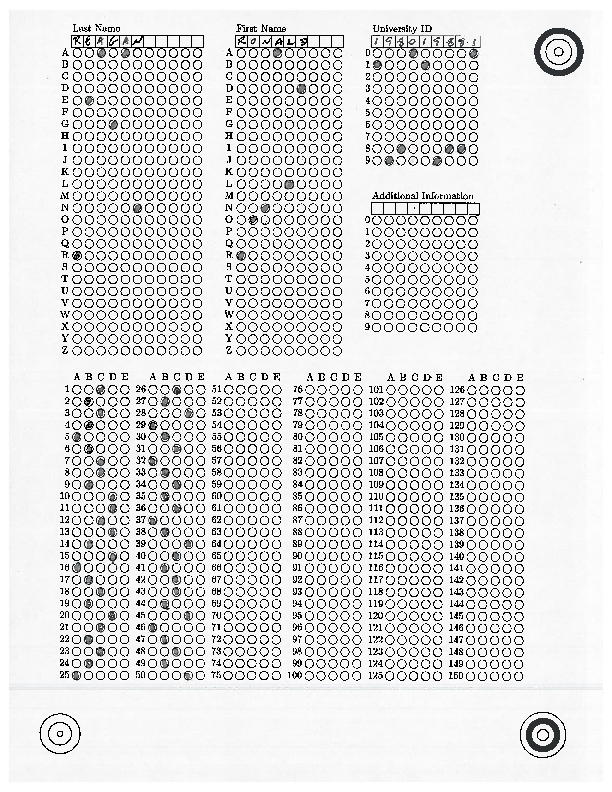 Last Name First Name University ID
R E A G A N R O N A L D 1 9 8 0 1 9 8 8
A A 0
B B 1
C C 2
D D 3
E E 4
F F 5
G G 6
H H 7
I I 8
J J 9
K K
L L Additional Information
M M
N N
O O 0
P P 1
Q Q 2
R R 3
S S 4
T T 5
U U 6
V V 7
W W 8
X X 9
Y Y
Z Z
A B C D E A B C D E A B C D E A B C D E A B C D E A B C D E
1 26 51 76 101 126
2 27 52 77 102 127
3 28 53 78 103 128
4 29 54 79 104 129
5 30 55 80 105 130
6 31 56 81 106 131
7 32 57 82 107 132
8 33 58 83 108 133
9 34 59 84 109 134
10 35 60 85 110 135
11 36 61 86 111 136
12 37 62 87 112 137
13 38 63 88 113 138
14 39 64 89 114 139
15 40 65 90 115 140
16 41 66 91 116 141
17 42 67 92 117 142
18 43 68 93 118 143
19 44 69 94 119 144
20 45 70 95 120 145
21 46 71 96 121 146
22 47 72 97 122 147
23 48 73 98 123 148
24 49 74 99 124 149
25 50 75 100 125 150